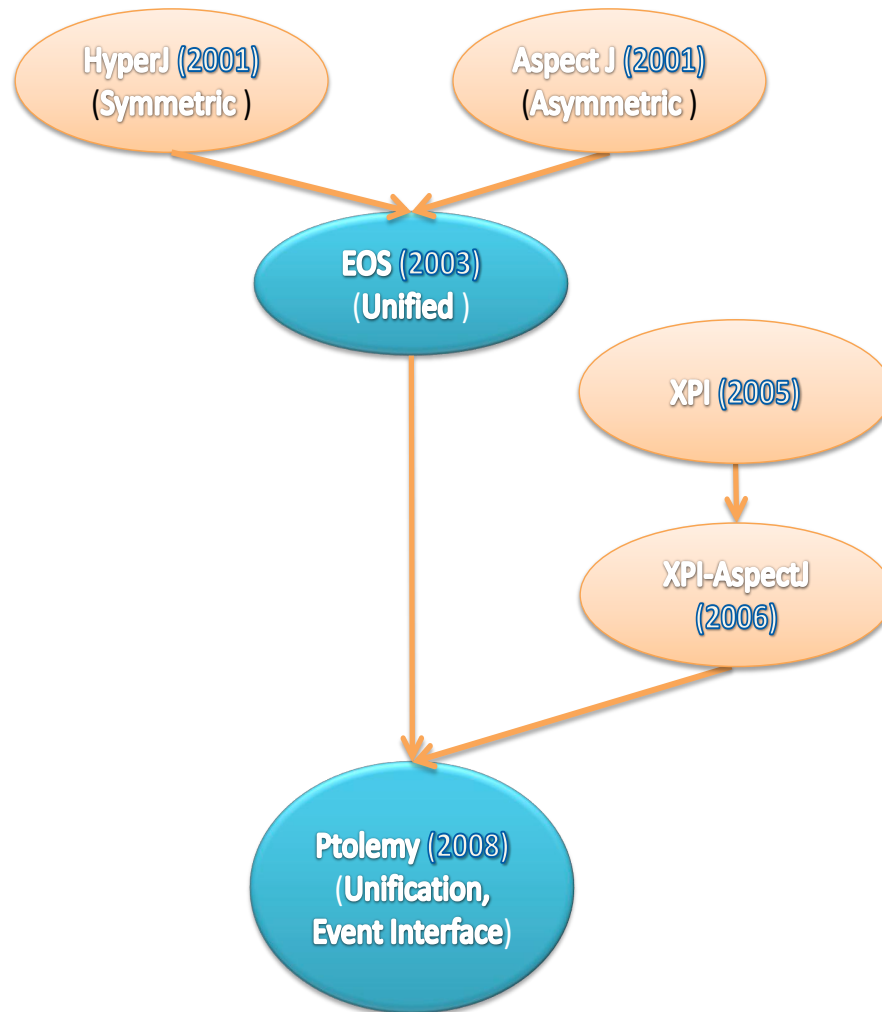 HyperJ (2001)
(Symmetric )
Aspect J (2001)
(Asymmetric )
EOS (2003)
(Unified )
XPI (2005)
XPI-AspectJ
(2006)
Ptolemy (2008)
(Unification,
Event Interface)